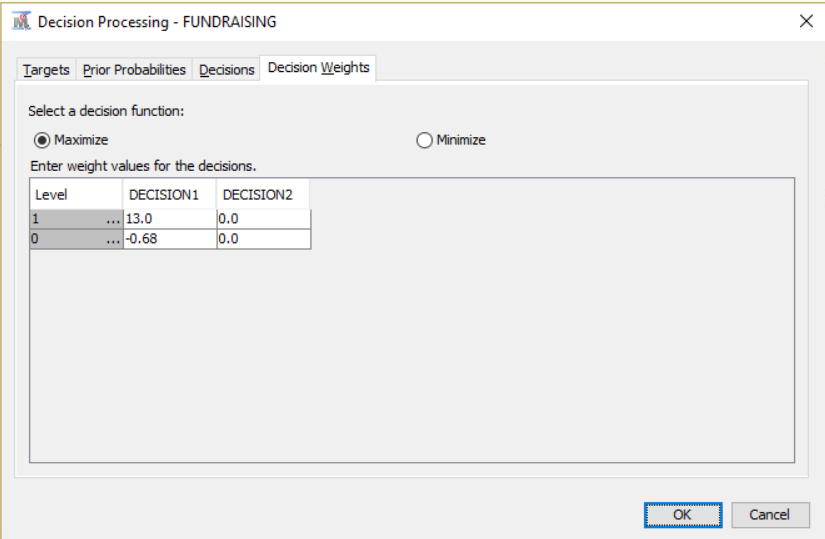 Decision Processing - FUNDRAISING
Targets Prior Probabilities Decisions Decision Weights
Select a decision function:
Maximize Minimize
Enter weight values for the decisions.
Level DECISION1 DECISION2
1 ... 13.0 0.0
0 ... -0.68 0.0
OK Cancel